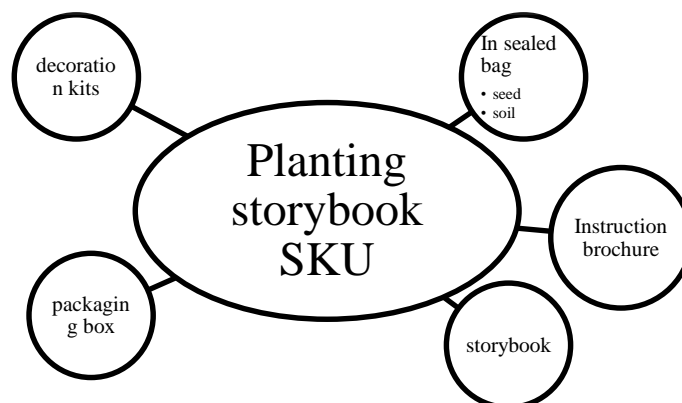 decoratio
n kits
In sealed
bag
• seed
• soil
Planting
storybook
SKU
Instruction
brochure
packagin
g box
storybook